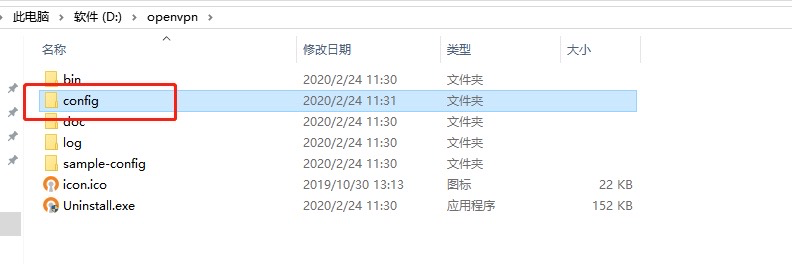 此电脑 > 软件 (D:) > openvpn >
名称 修改日期 类型 大小
bin 2020/2/24 11:30 文件夹
config 2020/2/24 11:31 文件夹
doc 2020/2/24 11:30 文件夹
log 2020/2/24 11:30 文件夹
sample-config 2020/2/24 11:30 文件夹
icon.ico 2019/10/30 13:13 图标 22 KB
Uninstall.exe 2020/2/24 11:30 应用程序 152 KB